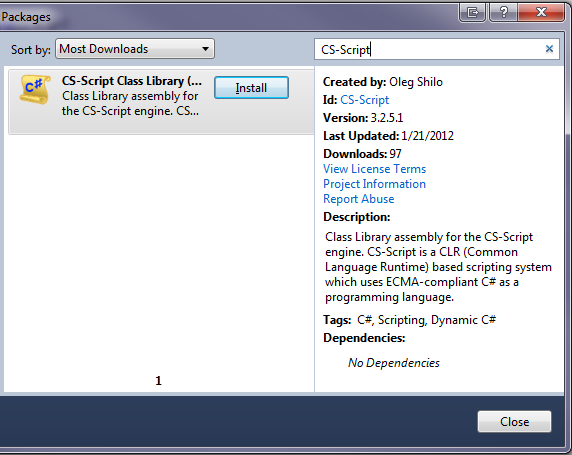 Packages
Sort by: Most Downloads
CS-Script
C#
CS-Script Class Library (...
Class Library assembly for
the CS-Script engine. CS...
Install
1
Created by: Oleg Shilo
Id: CS-Script
Version: 3.2.5.1
Last Updated: 1/21/2012
Downloads: 97
View License Terms
Project Information
Report Abuse
Description:
Class Library assembly for the CS-Script
engine. CS-Script is a CLR (Common
Language Runtime) based scripting system
which uses ECMA-compliant C# as a
programming language.
Tags: C#, Scripting, Dynamic C#
Dependencies:
No Dependencies
Close